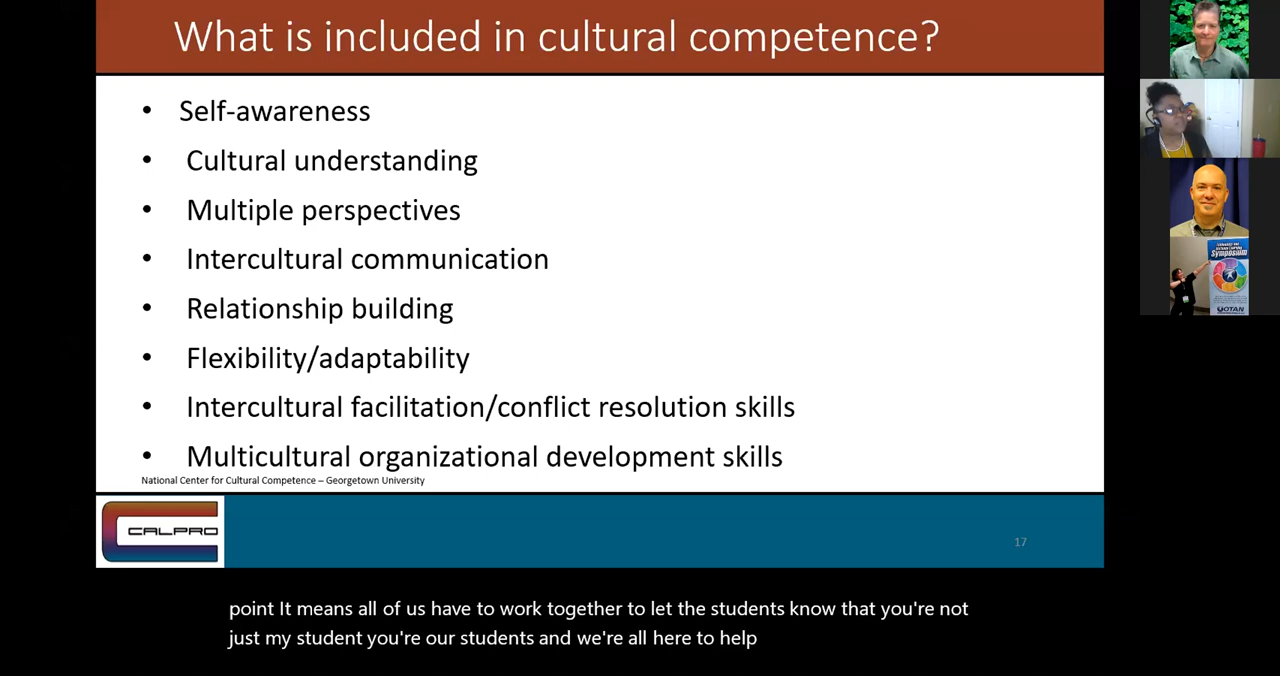 What is included in cultural competence?
• Self-awareness
• Cultural understanding
• Multiple perspectives
• Intercultural communication
• Relationship building
• Flexibility/adaptability
• Intercultural facilitation/conflict resolution skills
• Multicultural organizational development skills
National Center for Cultural Competence – Georgetown University
CALPRO
17
point It means all of us have to work together to let the students know that you're not
just my student you're our students and we're all here to help
Symposium
OTAN